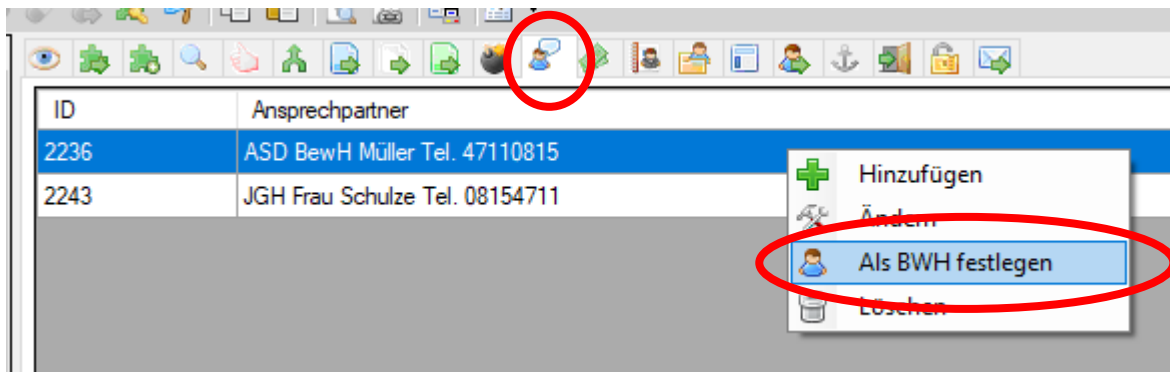 ID Ansprechpartner
2236 ASD BewH Müller Tel. 47110815
2243 JGH Frau Schulze Tel. 08154711
Hinzufügen
Ändern
Als BWH festlegen
Löschen